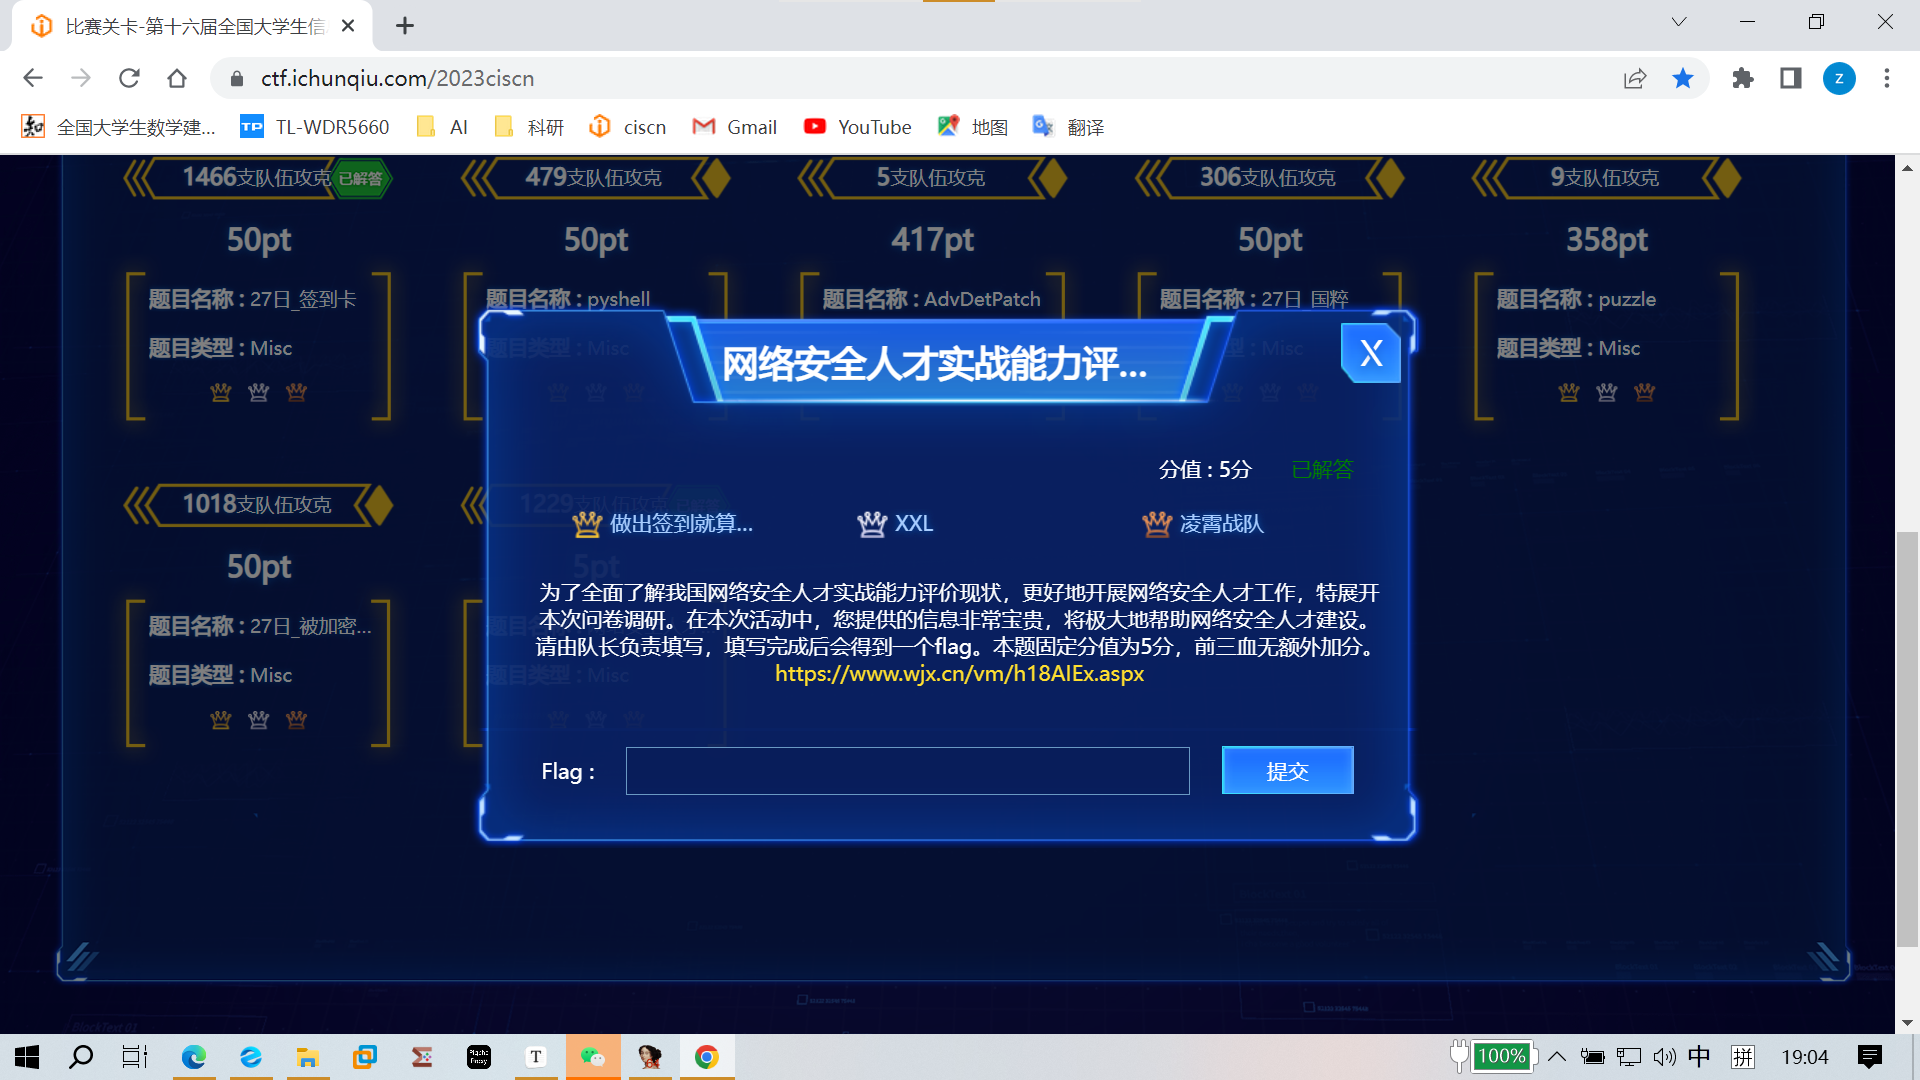 比赛关卡-第十六届全国大学生信
ctf.ichunqiu.com/2023ciscn
z
全国大学生数学建...
TP
TL-WDR5660
AI
科研
ciscn
Gmail
YouTube
地图
翻译
1466支队伍攻克 已解答
479支队伍攻克
5支队伍攻克
306支队伍攻克
9支队伍攻克
50pt
50pt
417pt
50pt
358pt
题目名称 : 27日_签到卡
题目名称 : pyshell
题目名称 : AdvDetPatch
题目名称 : 27日_国粹
题目名称 : puzzle
题目类型 : Misc
题目类型 : Misc
型 : Misc
题目类型 : Misc
网络安全人才实战能力评...
X
分值 : 5分
已解答
做出签到就算...
XXL
凌霄战队
为了全面了解我国网络安全人才实战能力评价现状，更好地开展网络安全人才工作，特展开
本次问卷调研。在本次活动中，您提供的信息非常宝贵，将极大地帮助网络安全人才建设。
请由队长负责填写，填写完成后会得到一个flag。本题固定分值为5分，前三血无额外加分。
https://www.wjx.cn/vm/h18AlEx.aspx
Flag :
提交
1018支队伍攻克
1229支队伍攻克
50pt
5pt
题目名称 : 27日_被加密...
题目类型 : Misc
题目类型 : Misc
BlockText 01
T
100%
中
拼
19:04